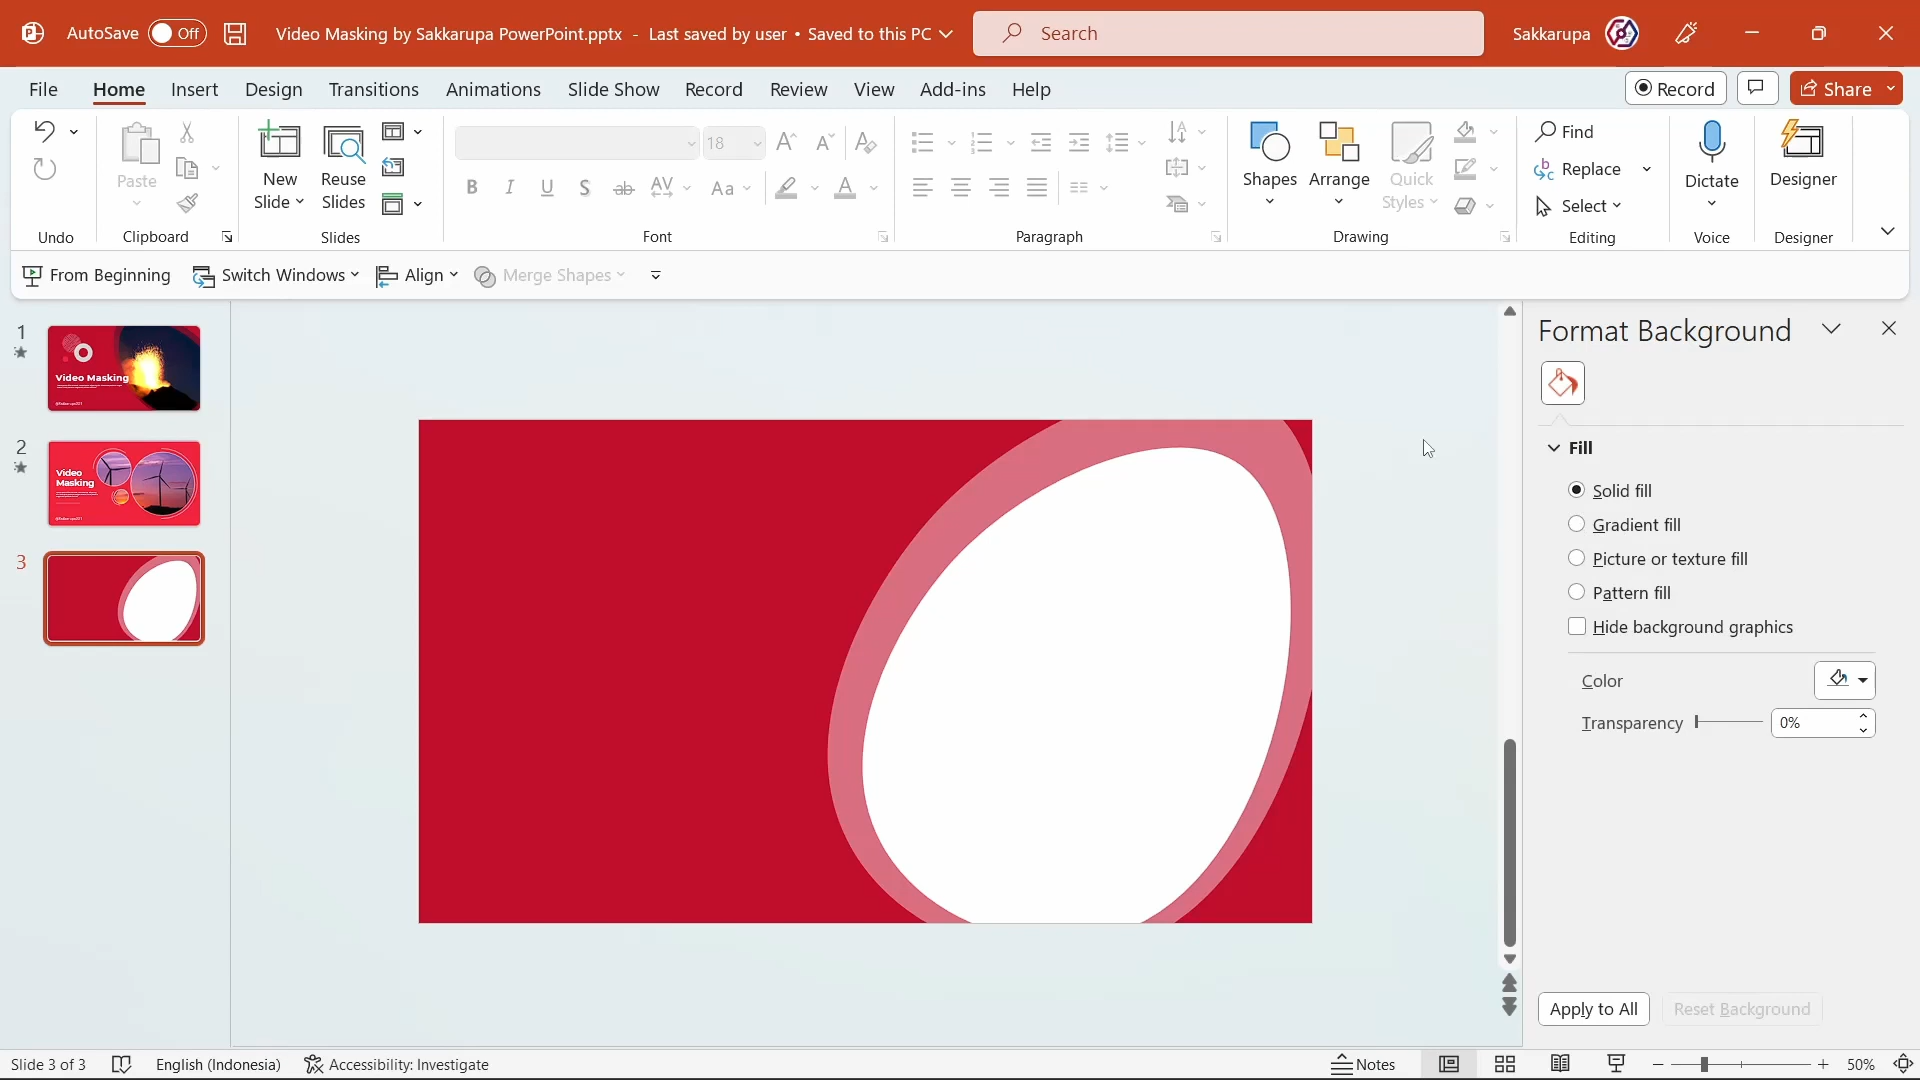 AutoSave Off Video Masking by Sakkarupa PowerPoint.pptx - Last saved by user • Saved to this PC Search Sakkarupa
File Home Insert Design Transitions Animations Slide Show Record Review View Add-ins Help Record Share
Paste New Slide Reuse Slides 18 Shapes Arrange Quick Styles Find Replace Select Dictate Designer
Undo Clipboard Slides Font Paragraph Drawing Editing Voice Designer
From Beginning Switch Windows Align Merge Shapes
1
Video Masking
2
Video
Masking
3
Format Background
Fill
Solid fill
Gradient fill
Picture or texture fill
Pattern fill
Hide background graphics
Color
Transparency 0%
Apply to All Reset Background
Slide 3 of 3 English (Indonesia) Accessibility: Investigate Notes 50%